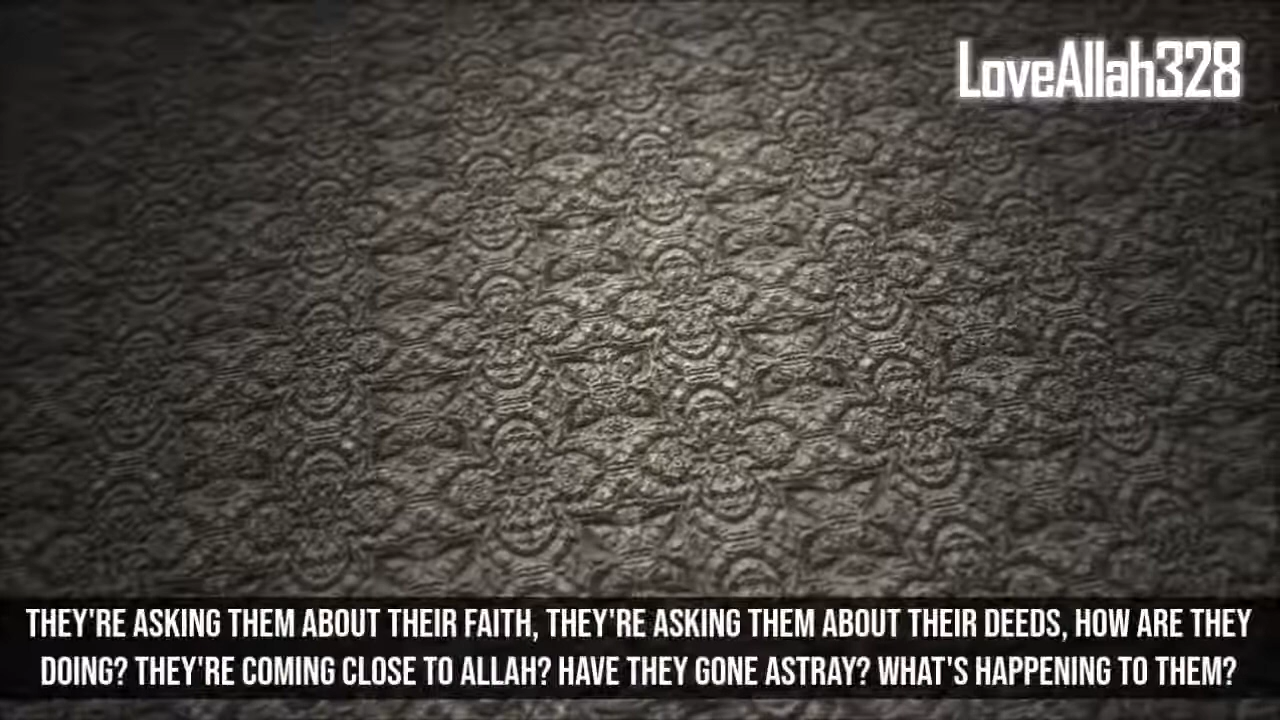 LoveAllah328
THEY'RE ASKING THEM ABOUT THEIR FAITH, THEY'RE ASKING THEM ABOUT THEIR DEEDS, HOW ARE THEY
DOING? THEY'RE COMING CLOSE TO ALLAH? HAVE THEY GONE ASTRAY? WHAT'S HAPPENING TO THEM?